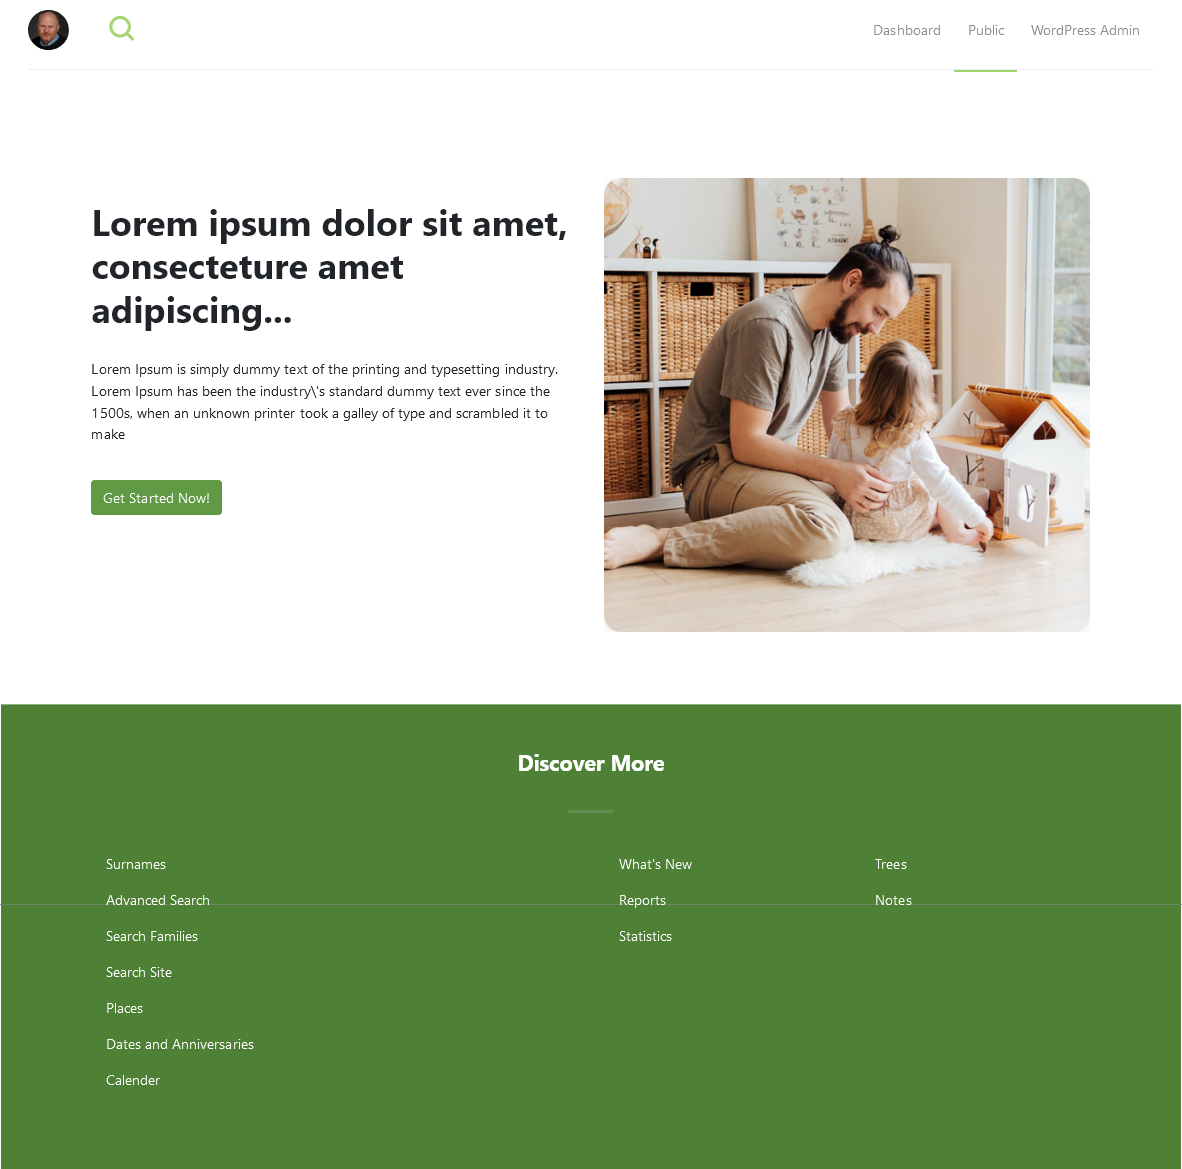 Dashboard Public WordPress Admin
Lorem ipsum dolor sit amet,
consecteture amet
adipiscing...
Lorem Ipsum is simply dummy text of the printing and typesetting industry.
Lorem Ipsum has been the industry\'s standard dummy text ever since the
1500s, when an unknown printer took a galley of type and scrambled it to
make
Get Started Now!
Discover More
Surnames
Advanced Search
Search Families
Search Site
Places
Dates and Anniversaries
Calender
What's New
Reports
Statistics
Trees
Notes